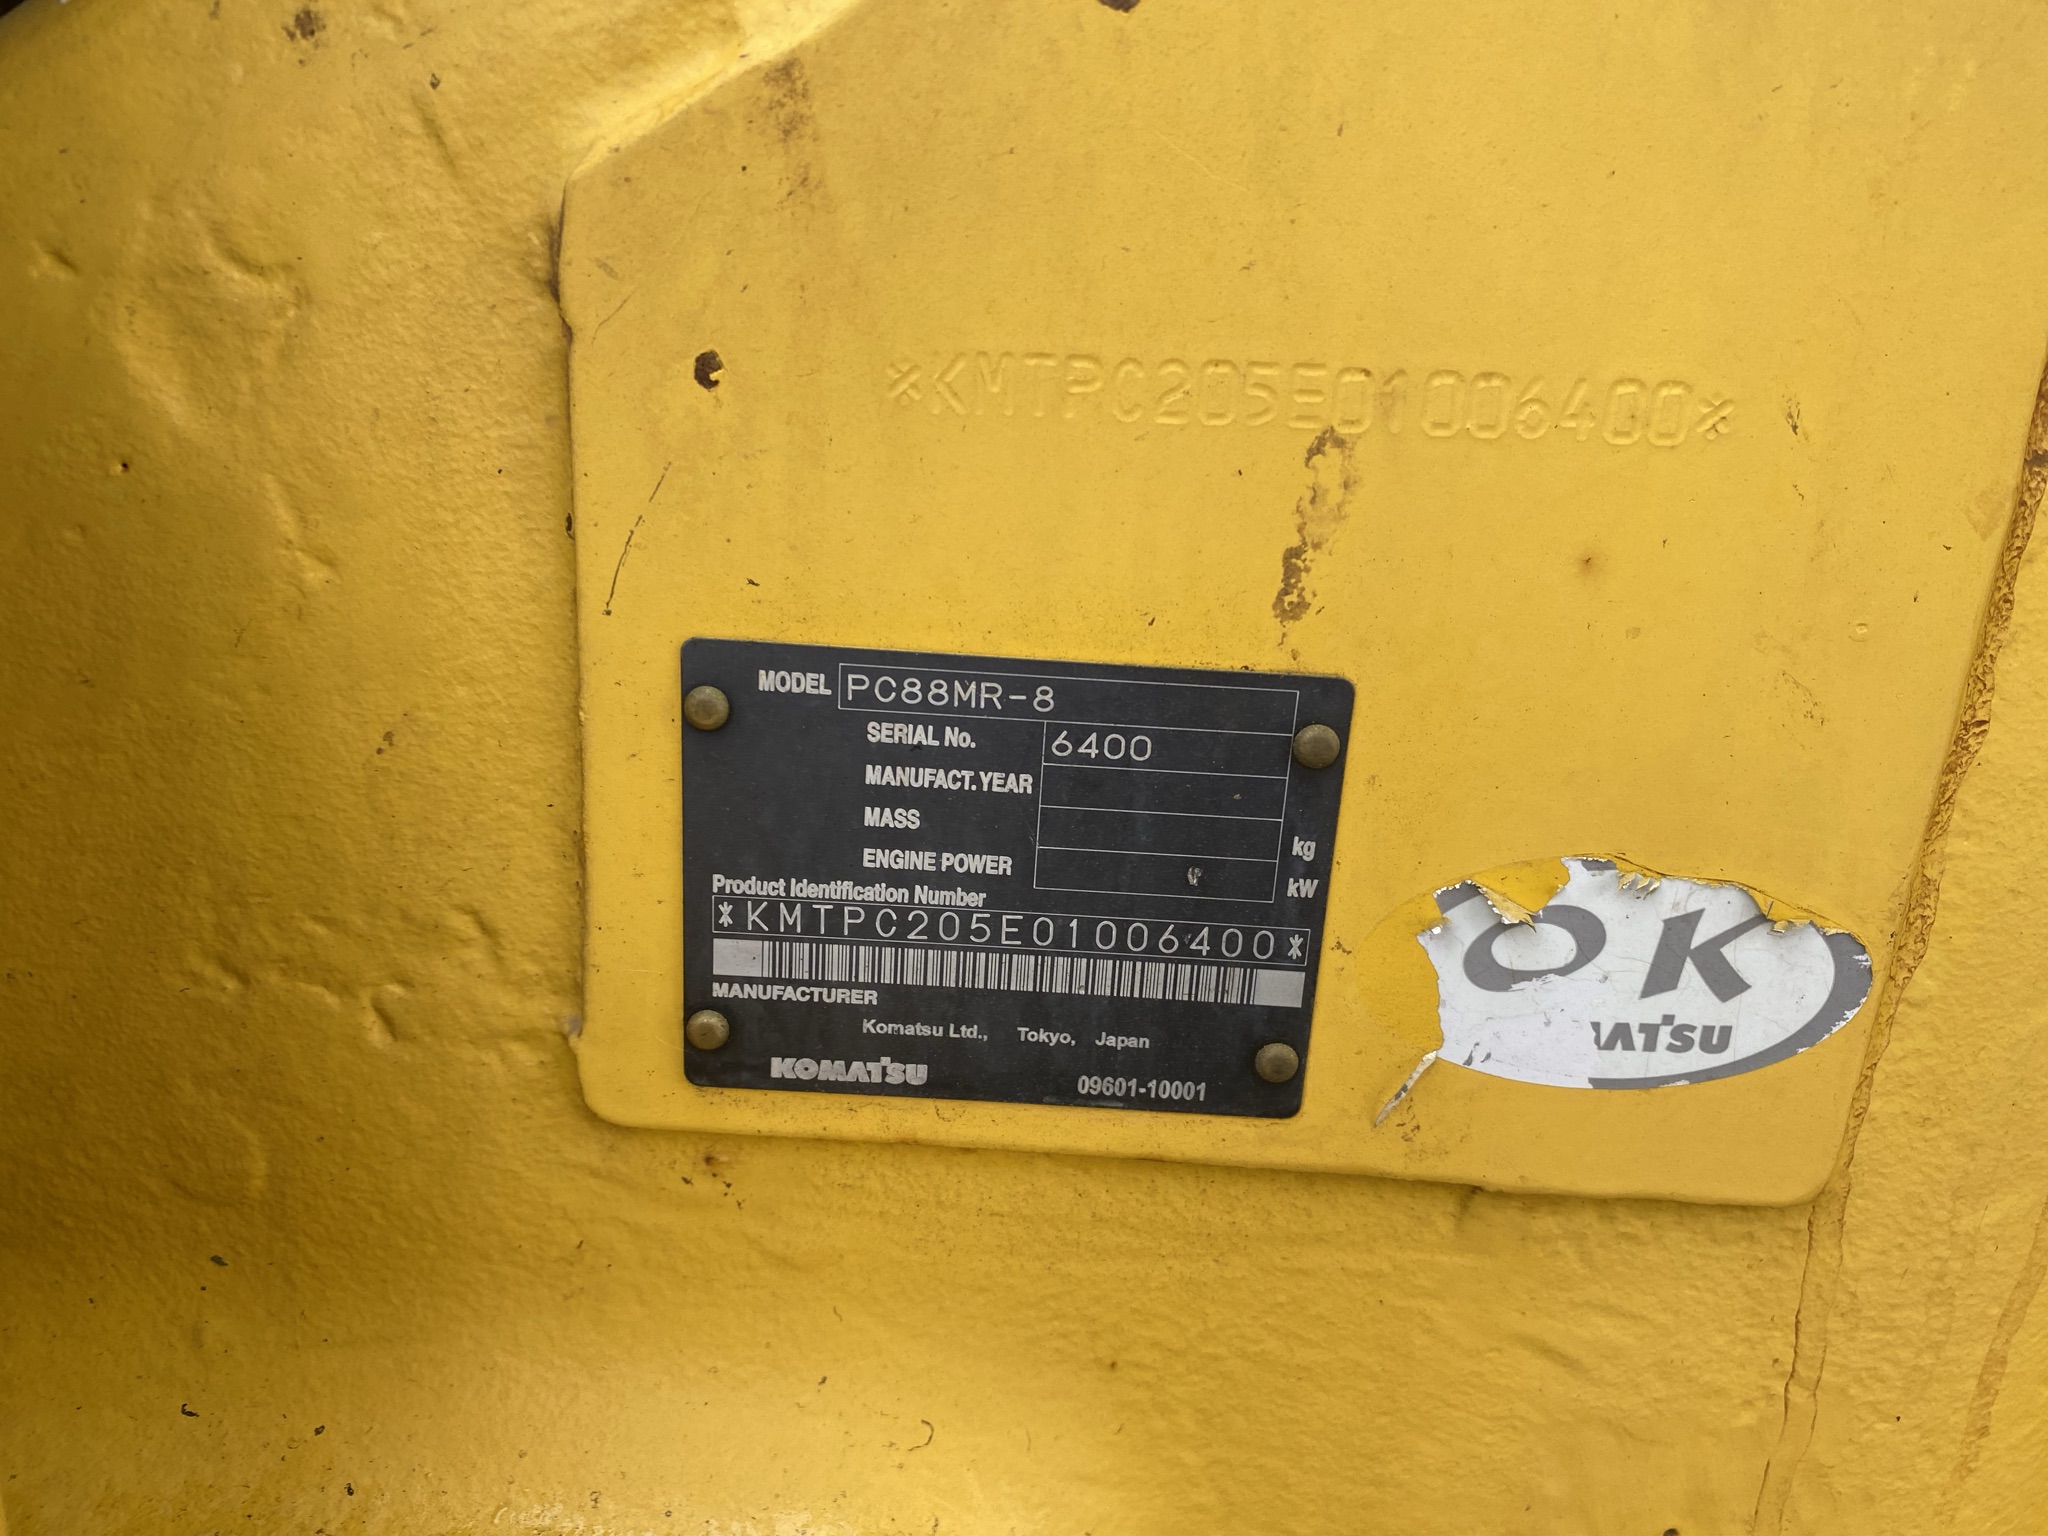 *KMTPC205E01006400*
MODEL PC88MR-8
SERIAL No. 6400
MANUFACT. YEAR
MASS kg
ENGINE POWER kW
Product Identification Number
*KMTPC205E01006400*
MANUFACTURER
Komatsu Ltd., Tokyo, Japan
KOMATSU 09601-10001
OK
MATSU